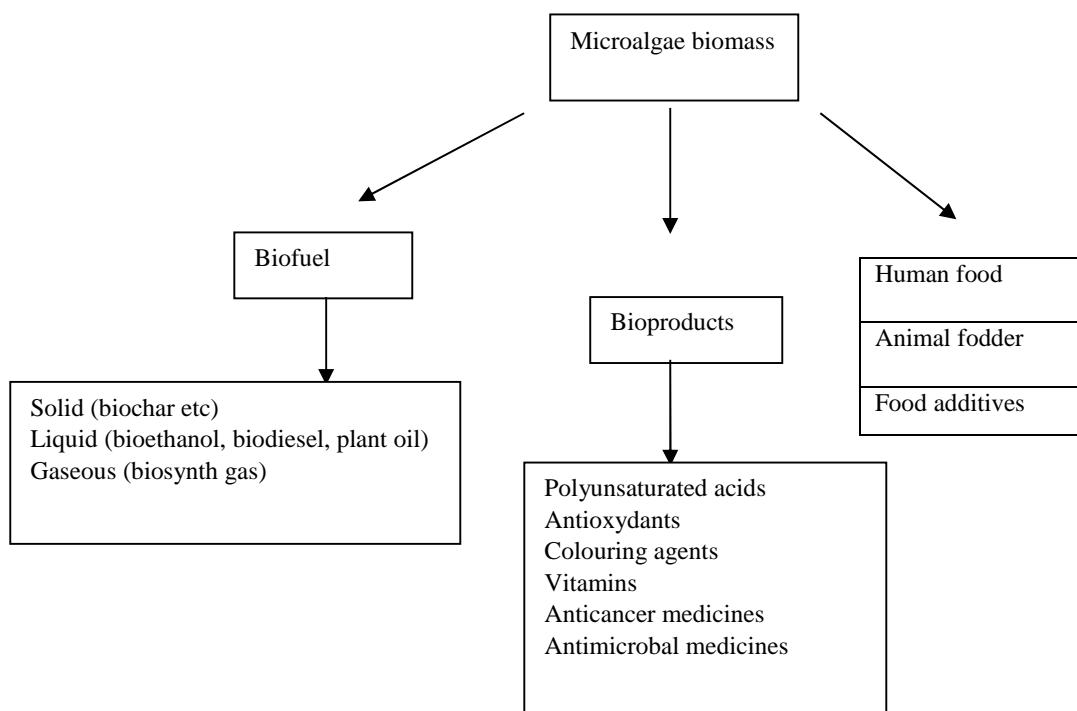 Microalgae biomass
Biofuel
Human food
Bioproducts
Animal fodder
Food additives
Solid (biochar etc)
Liquid (bioethanol, biodiesel, plant oil)
Gaseous (biosynth gas)
Polyunsaturated acids
Antioxydants
Colouring agents
Vitamins
Anticancer medicines
Antimicrobal medicines